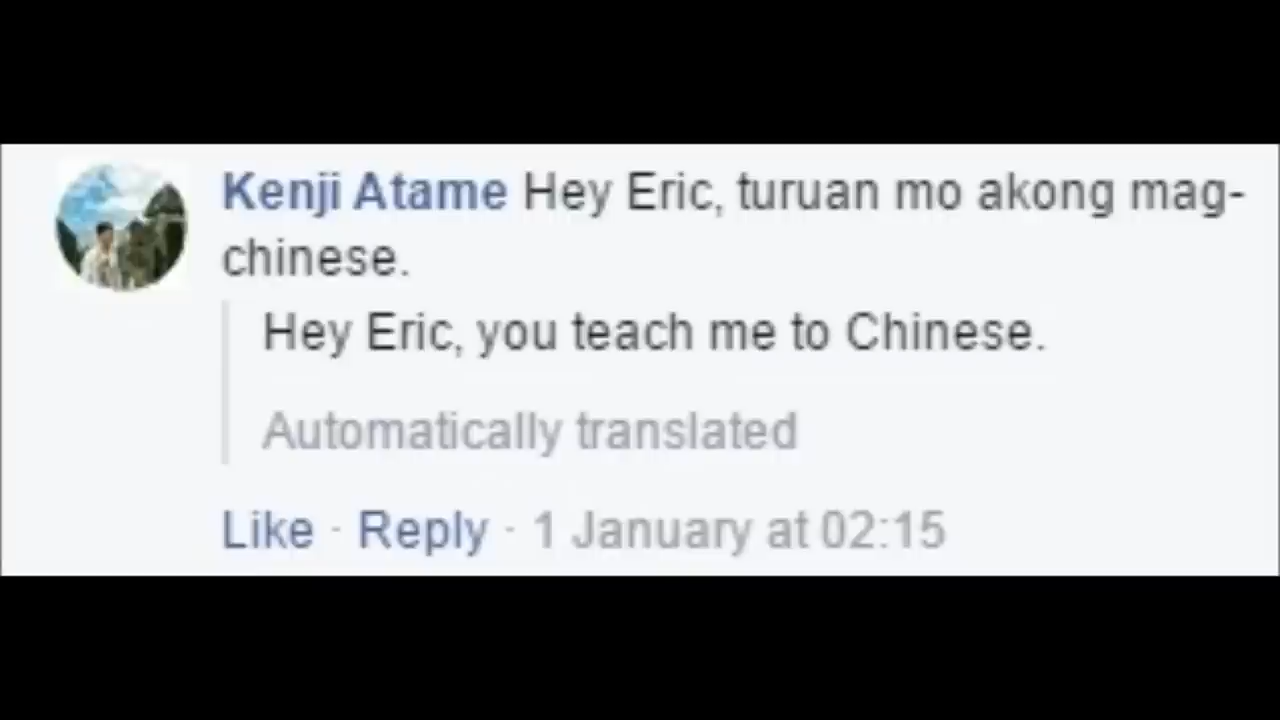 Kenji Atame Hey Eric, turuan mo akong mag-
chinese.
Hey Eric, you teach me to Chinese.
Automatically translated
Like · Reply · 1 January at 02:15